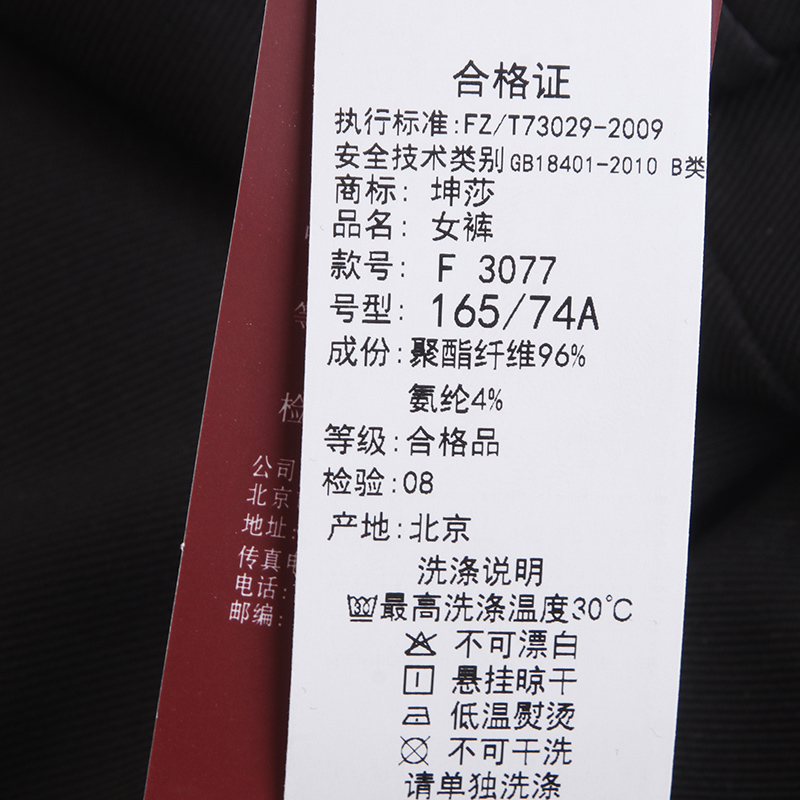 合格证
执行标准:FZ/T73029-2009
安全技术类别 GB18401-2010 B类
商标: 坤莎
品名: 女裤
款号: F 3077
号型: 165/74A
成份:聚酯纤维96%
氨纶4%
等级:合格品
检验:08
产地:北京
洗涤说明
最高洗涤温度30℃
不可漂白
悬挂晾干
低温熨烫
不可干洗
请单独洗涤
检
公司
北京
地址:
传真
电话:
邮编: